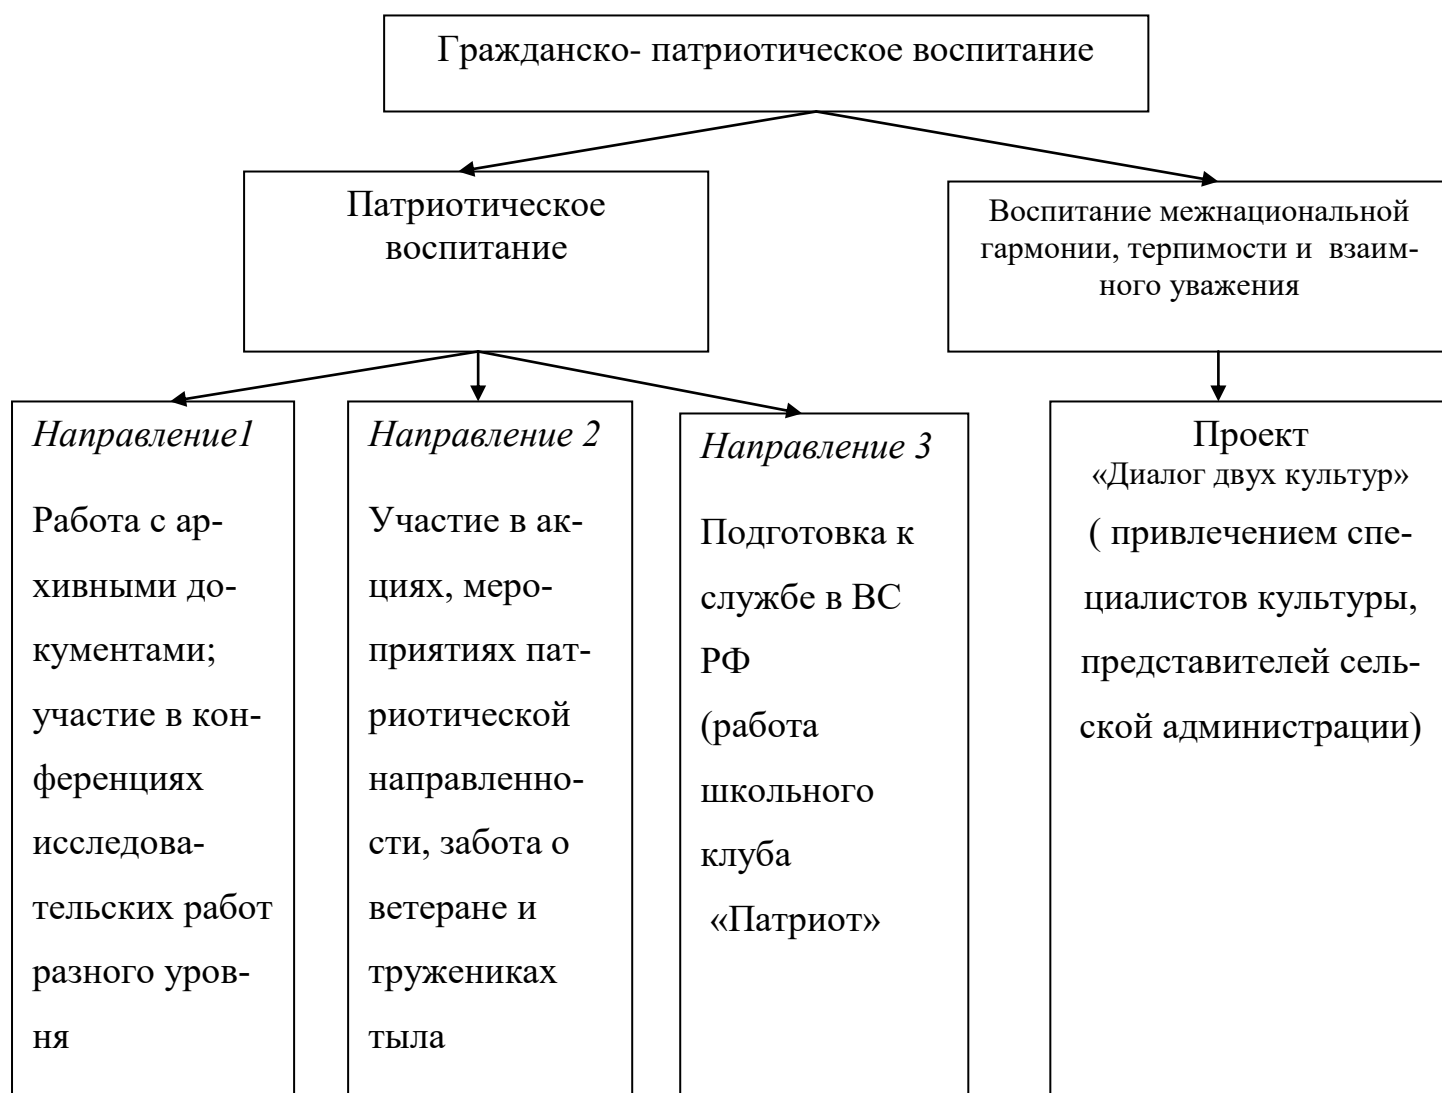 Гражданско- патриотическое воспитание
Патриотическое
воспитание
Воспитание межнациональной
гармонии, терпимости и взаим-
ного уважения
Направление1
Работа с ар-
хивными до-
кументами;
участие в кон-
ференциях
исследова-
тельских работ
разного уров-
ня
Направление 2
Участие в ак-
циях, меро-
приятиях пат-
риотической
направленно-
сти, забота о
ветеране и
тружениках
тыла
Направление 3
Подготовка к
службе в ВС
РФ
(работа
школьного
клуба
«Патриот»
Проект
«Диалог двух культур»
( привлечением спе-
циалистов культуры,
представителей сель-
ской администрации)